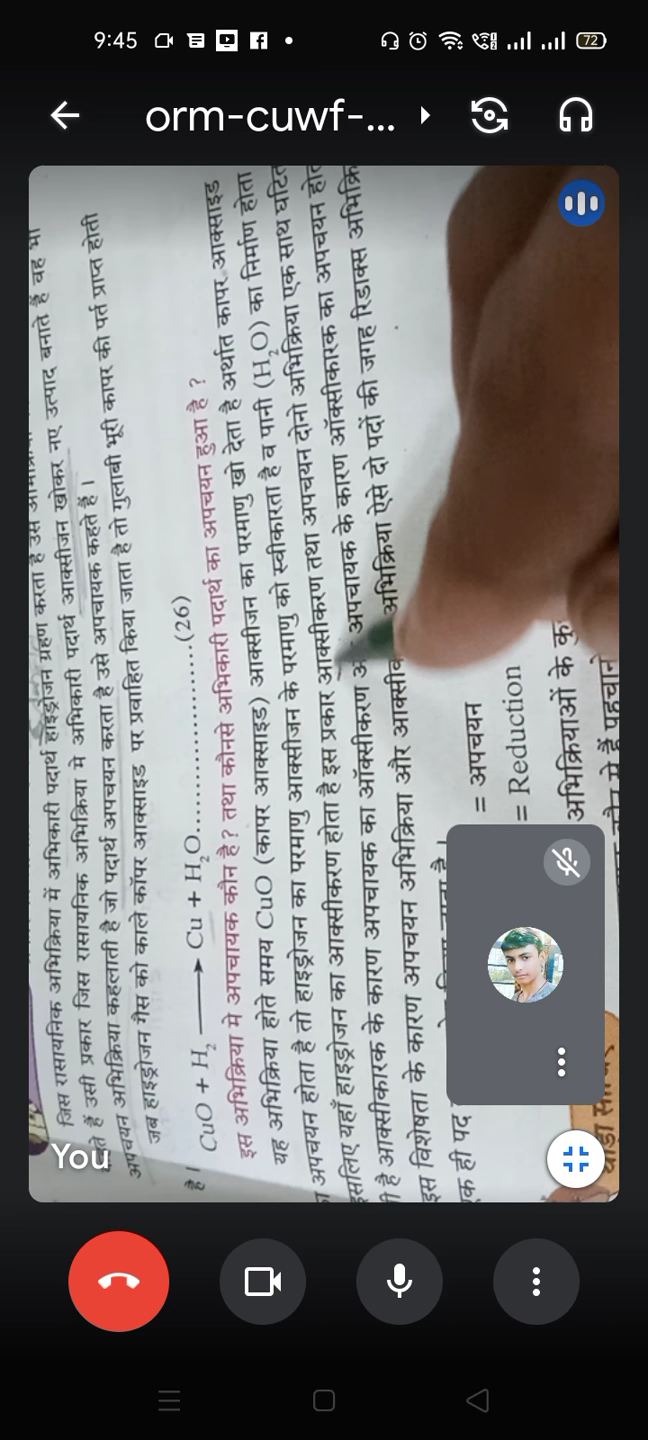 9:45
72
orm-cuwf-...
जिस रासायनिक अभिक्रिया में अभिकारी पदार्थ हाइड्रोजन ग्रहण करता है उसे
हैं उसी प्रकार जिस रासायनिक अभिक्रिया मे अभिकारी पदार्थ आक्सीजन खोकर नए उत्पाद बनाते हैं वह भी
अपचयन अभिक्रिया कहलाती है जो पदार्थ अपचयन करता है उसे अपचायक कहते हैं ।
जब हाइड्रोजन गैस को काले कॉपर आक्साइड पर प्रवाहित किया जाता है तो गुलाबी भूरी कापर की पर्त प्राप्त होती
है ।
CuO + H₂ ⟶ Cu + H₂O.....................(26)
इस अभिक्रिया मे अपचायक कौन है? तथा कौनसे अभिकारी पदार्थ का अपचयन हुआ है ?
यह अभिक्रिया होते समय CuO (कापर आक्साइड) आक्सीजन का परमाणु खो देता है अर्थात कापर आक्साइड
अपचयन होता है तो हाइड्रोजन का परमाणु आक्सीजन के परमाणु को स्वीकारता है व पानी (H₂O) का निर्माण होता
इसलिए यहाँ हाइड्रोजन का आक्सीकरण होता है इस प्रकार आक्सीकरण तथा अपचयन दोनो अभिक्रिया एक साथ
है आक्सीकारक के कारण अपचायक का ऑक्सीकरण अपचायक के कारण ऑक्सीकारक का अपचयन
इस विशेषता के कारण अपचयन अभिक्रिया और अभिक्रिया ऐसे दो पदों की जगह रिडाक्स
एक ही पद
= अपचयन
= Reduction
अभिक्रियाओं के
में हैं
You